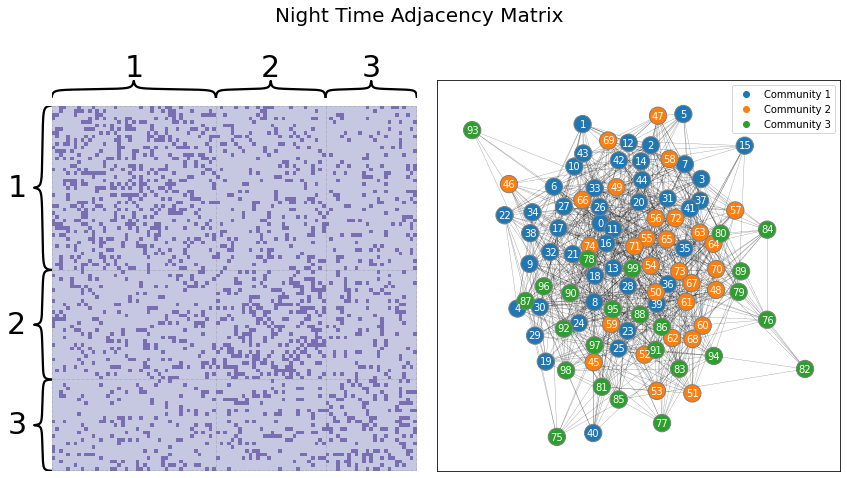 Night Time Adjacency Matrix
1 2 3
1
2
3
Community 1
Community 2
Community 3
47 5
1
93
69 12 2 15
43 42 14 58 7
10
44 3
46 6 33 49
66 20 31 37
27 26 41 57
22 34 56 72
17 0 11 84
38 63 80
16 55 65 64
74 71 35
32 21 78
9 13 99 54 73 70 89
18
96 28 36 67
90 50 48 79
87 8 39 61
4 30 95
88 76
24 59 86 60
92 23
29 62 68
97 25 91
52 94
19 45
98 83 82
81
53 51
85
77
75 40